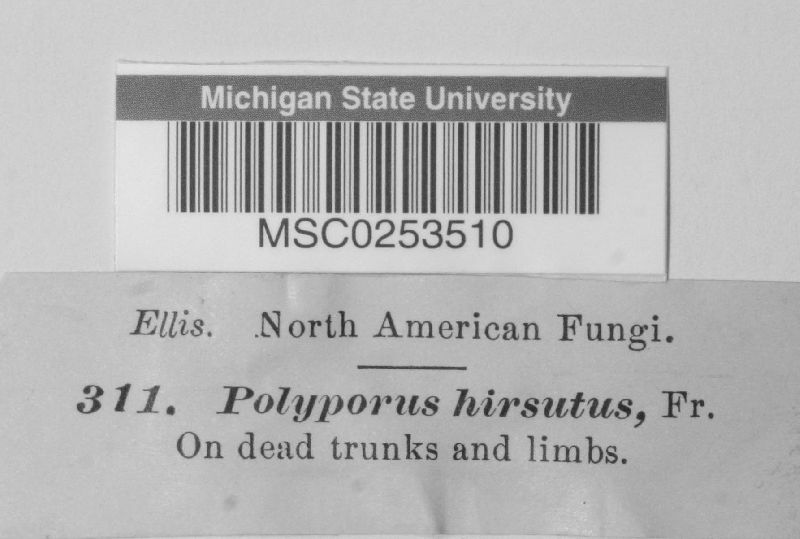 Michigan State University
MSC0253510
Ellis. North American Fungi.
311. Polyporus hirsutus, Fr.
On dead trunks and limbs.